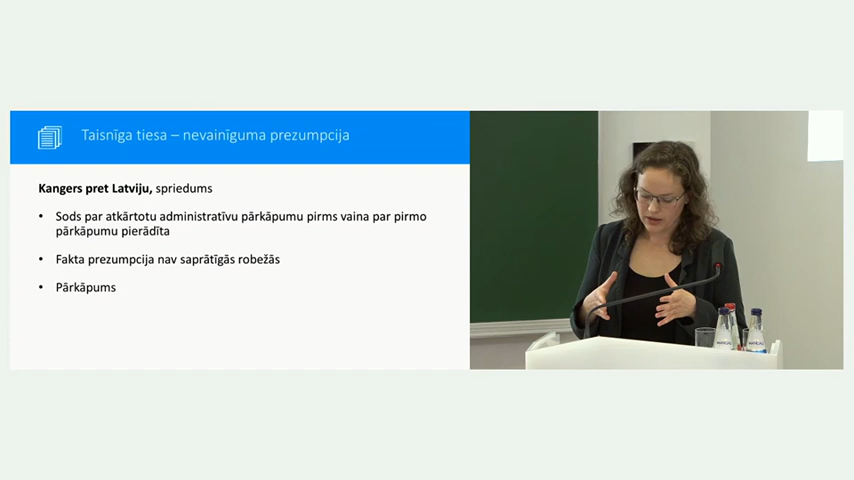 Taisnīga tiesa – nevainīguma prezumpcija
Kangers pret Latviju, spriedums
• Sods par atkārtotu administratīvu pārkāpumu pirms vaina par pirmo
pārkāpumu pierādīta
• Fakta prezumpcija nav saprātīgās robežās
• Pārkāpums